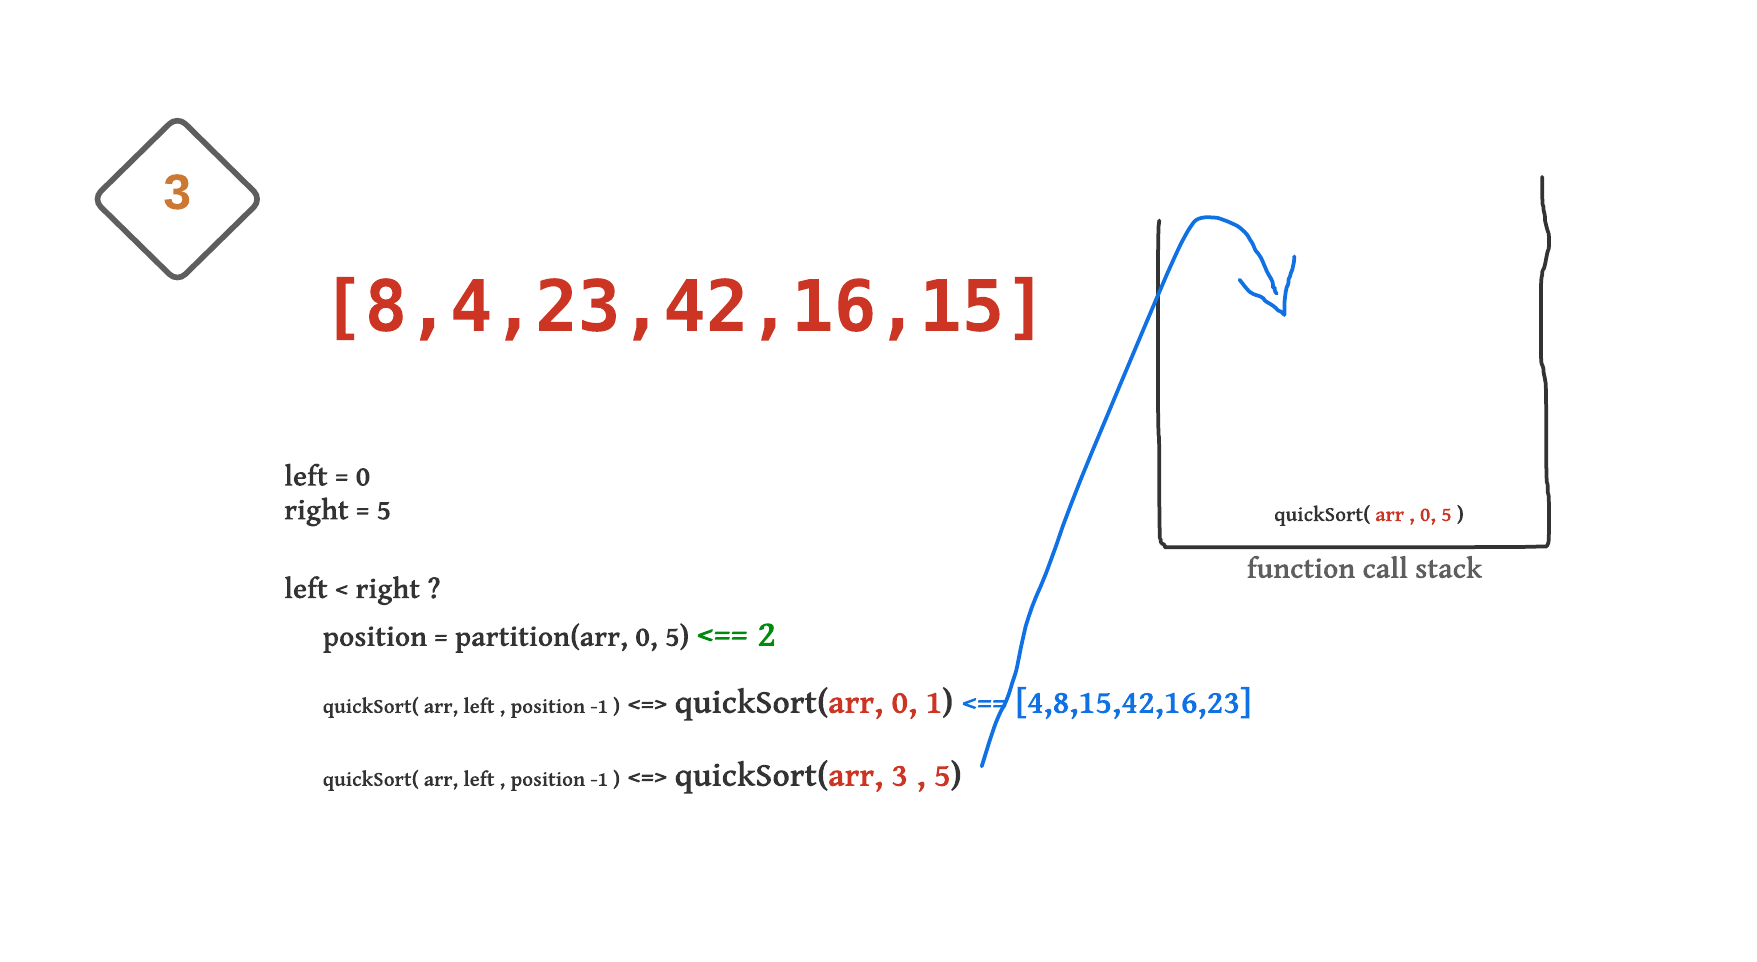 3
[8,4,23,42,16,15]
left = 0
right = 5
left < right ?
position = partition(arr, 0, 5) <== 2
quickSort( arr, left , position -1 ) <=> quickSort(arr, 0, 1) <== [4,8,15,42,16,23]
quickSort( arr, left , position -1 ) <=> quickSort(arr, 3 , 5)
quickSort( arr , 0, 5 )
function call stack